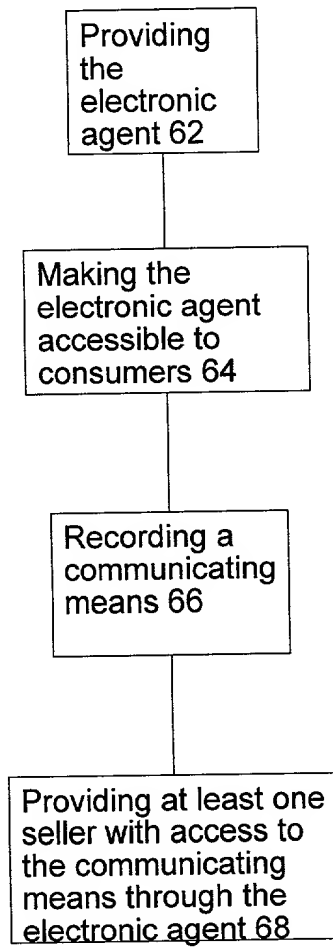 Providing
the
electronic
agent 62
Making the
electronic agent
accessible to
consumers 64
Recording a
communicating
means 66
Providing at least one
seller with access to
the communicating
means through the
electronic agent 68